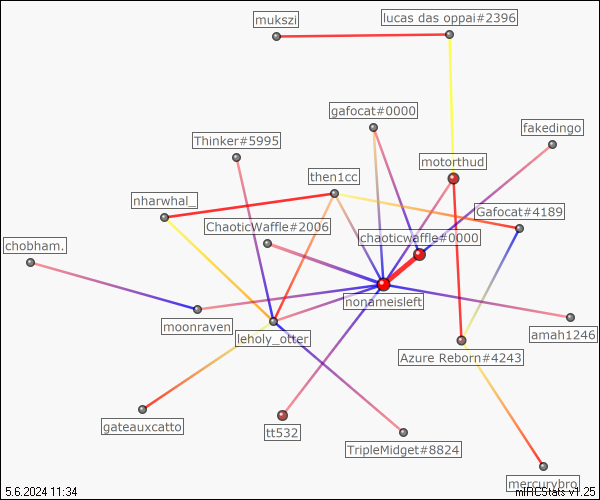 mukszi
lucas das oppai#2396
gafocat#0000
fakedingo
Thinker#5995
motorthud
then1cc
nharwhal_
Gafocat#4189
ChaoticWaffle#2006
chaoticwaffle#0000
chobham.
nonameisleft
moonraven
leholy_otter
amah1246
Azure Reborn#4243
gateauxcatto
tt532
TripleMidget#8824
mercurybro
5.6.2024 11:34
mIRCStats v1.25